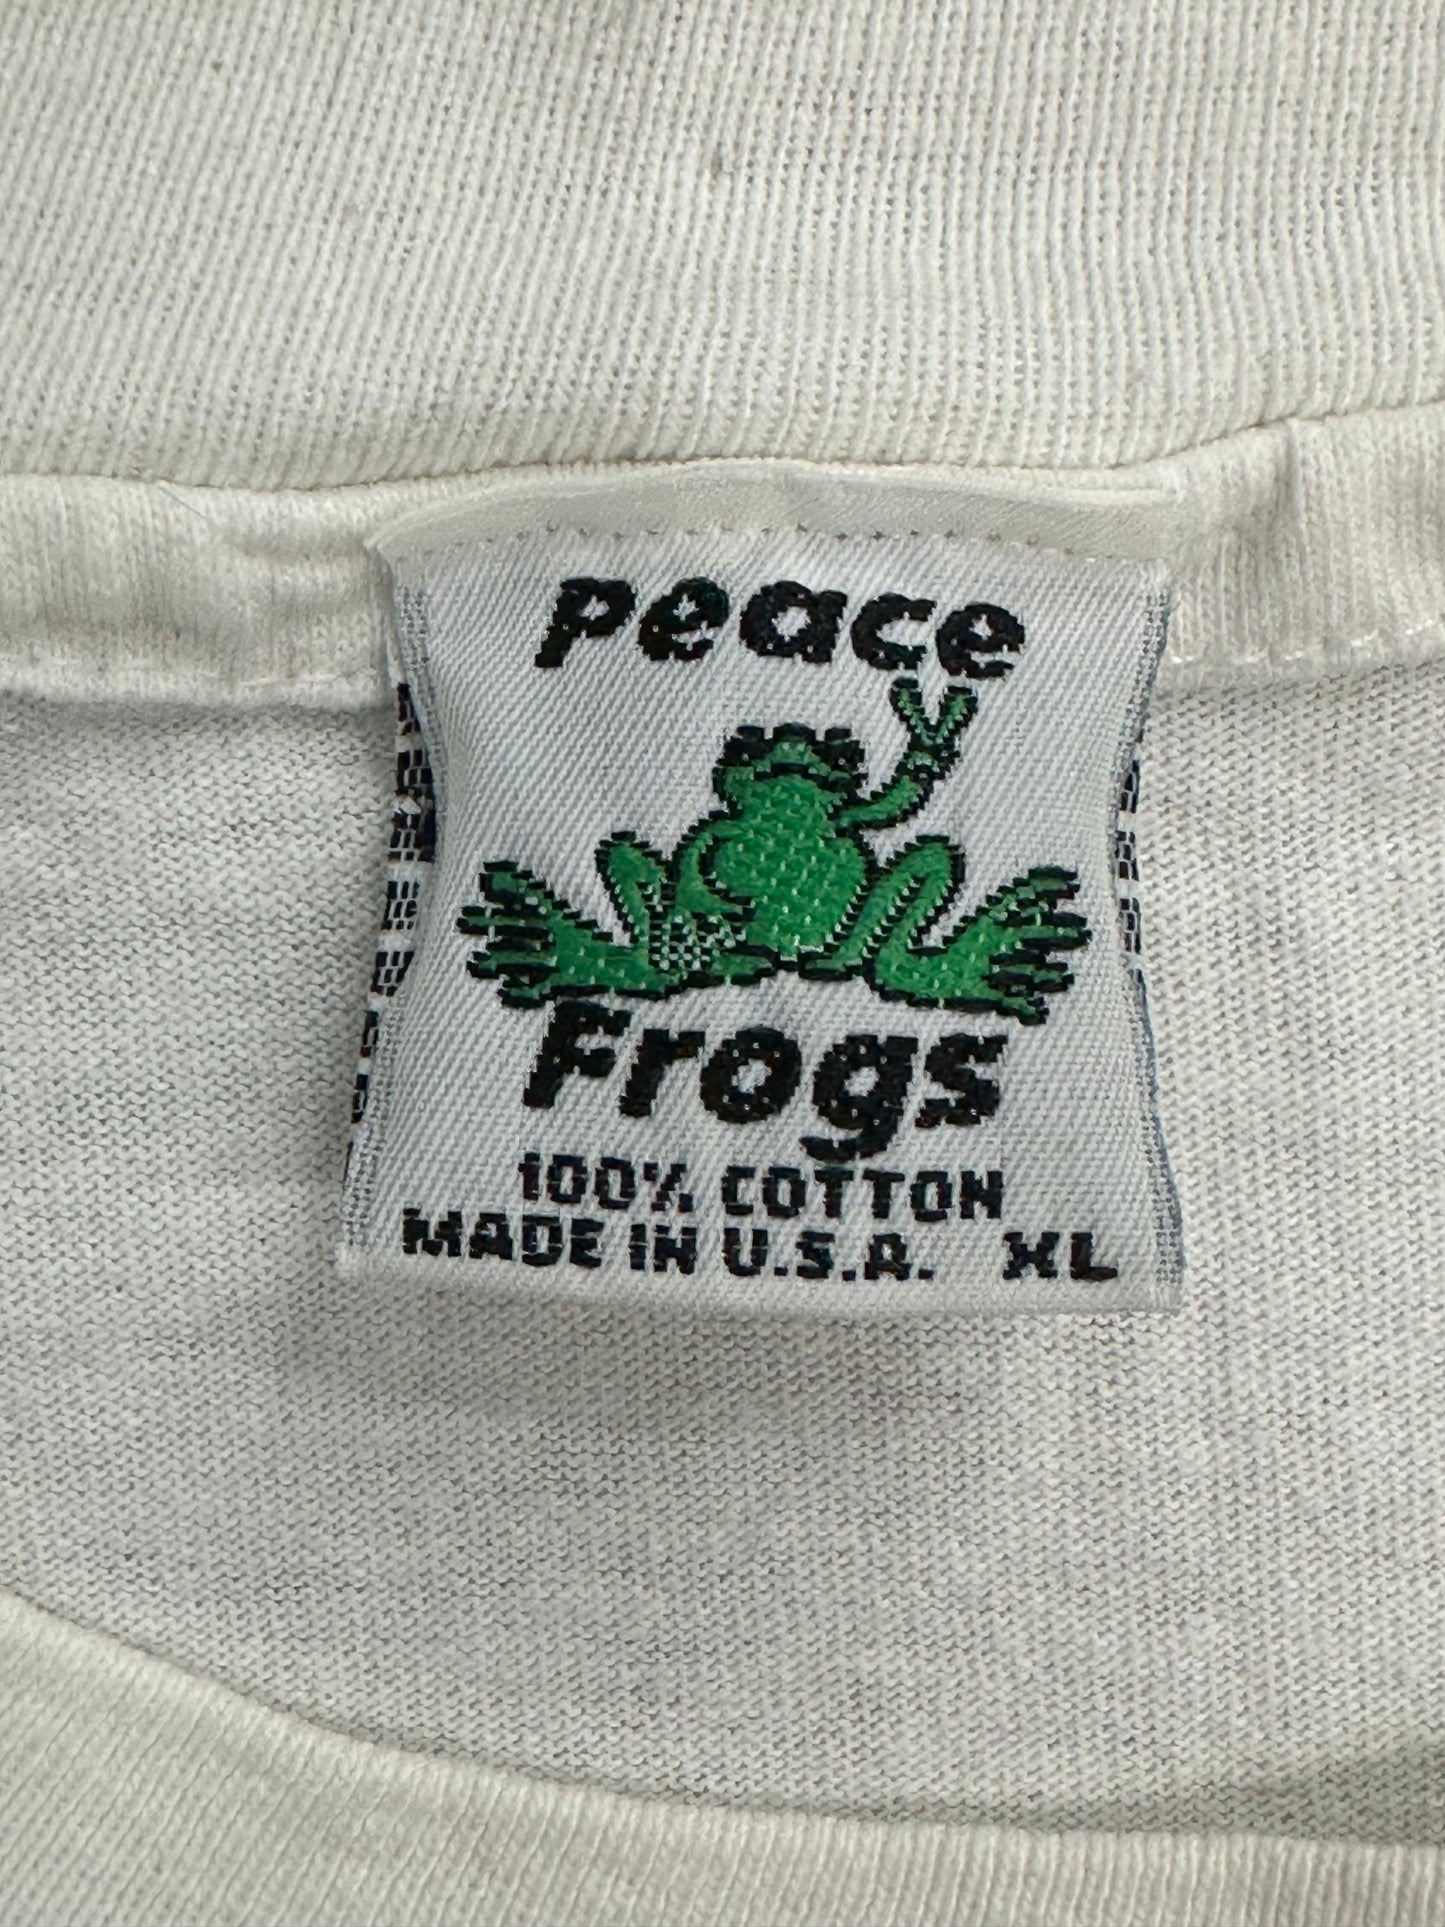 peace
Frogs
100% COTTON
MADE IN U.S.A. XL